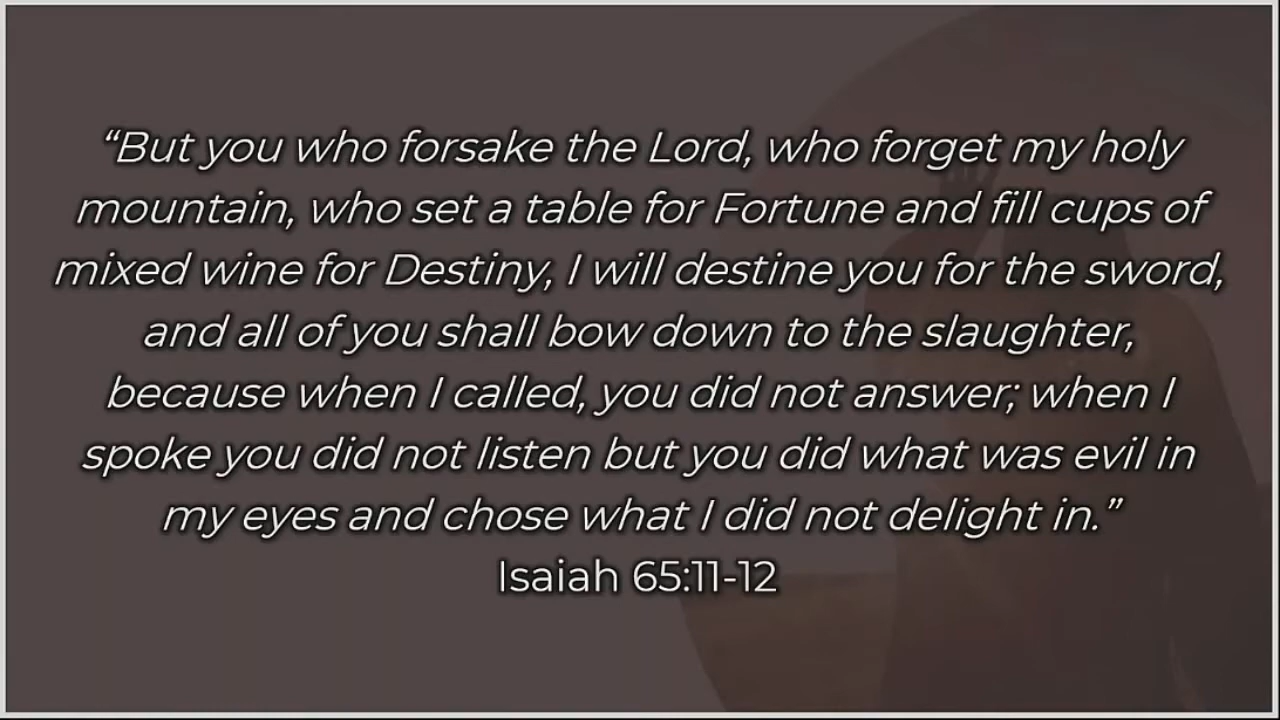 “But you who forsake the Lord, who forget my holy
mountain, who set a table for Fortune and fill cups of
mixed wine for Destiny, I will destine you for the sword,
and all of you shall bow down to the slaughter,
because when I called, you did not answer; when I
spoke you did not listen but you did what was evil in
my eyes and chose what I did not delight in.”
Isaiah 65:11-12